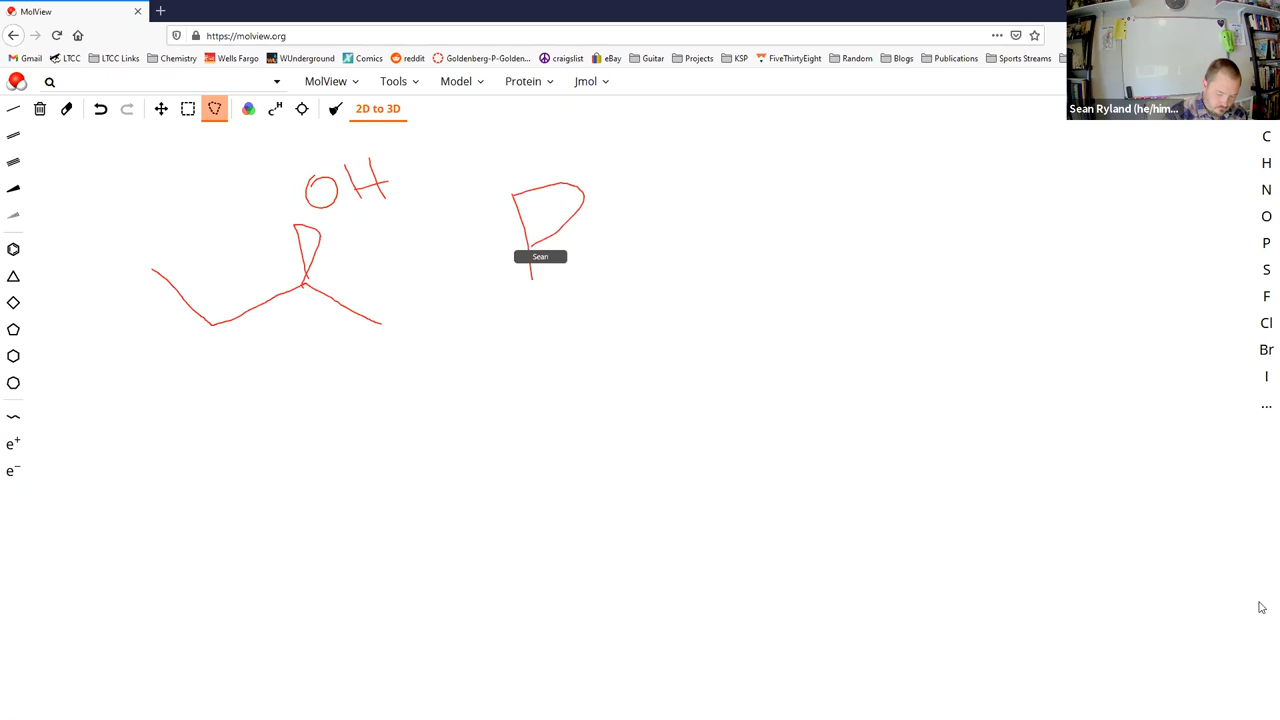 MolView
https://molview.org
Gmail LTCC LTCC Links Chemistry Wells Fargo WUnderground Comics reddit Goldenberg-P-Golden... craigslist eBay Guitar Projects KSP FiveThirtyEight Random Blogs Publications Sports Streams
MolView Tools Model Protein Jmol
2D to 3D
Sean Ryland (he/him...
OH
P
Sean
C
H
N
O
P
S
F
Cl
Br
I
...
e+
e−